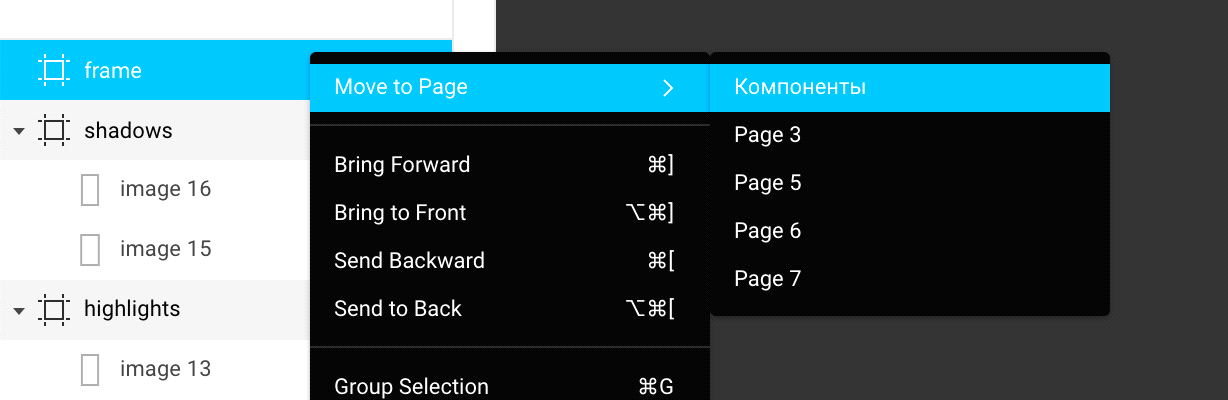 frame
shadows
image 16
image 15
highlights
image 13
Move to Page
Bring Forward ⌘]
Bring to Front ⌥⌘]
Send Backward ⌘[
Send to Back ⌥⌘[
Group Selection ⌘G
Компоненты
Page 3
Page 5
Page 6
Page 7